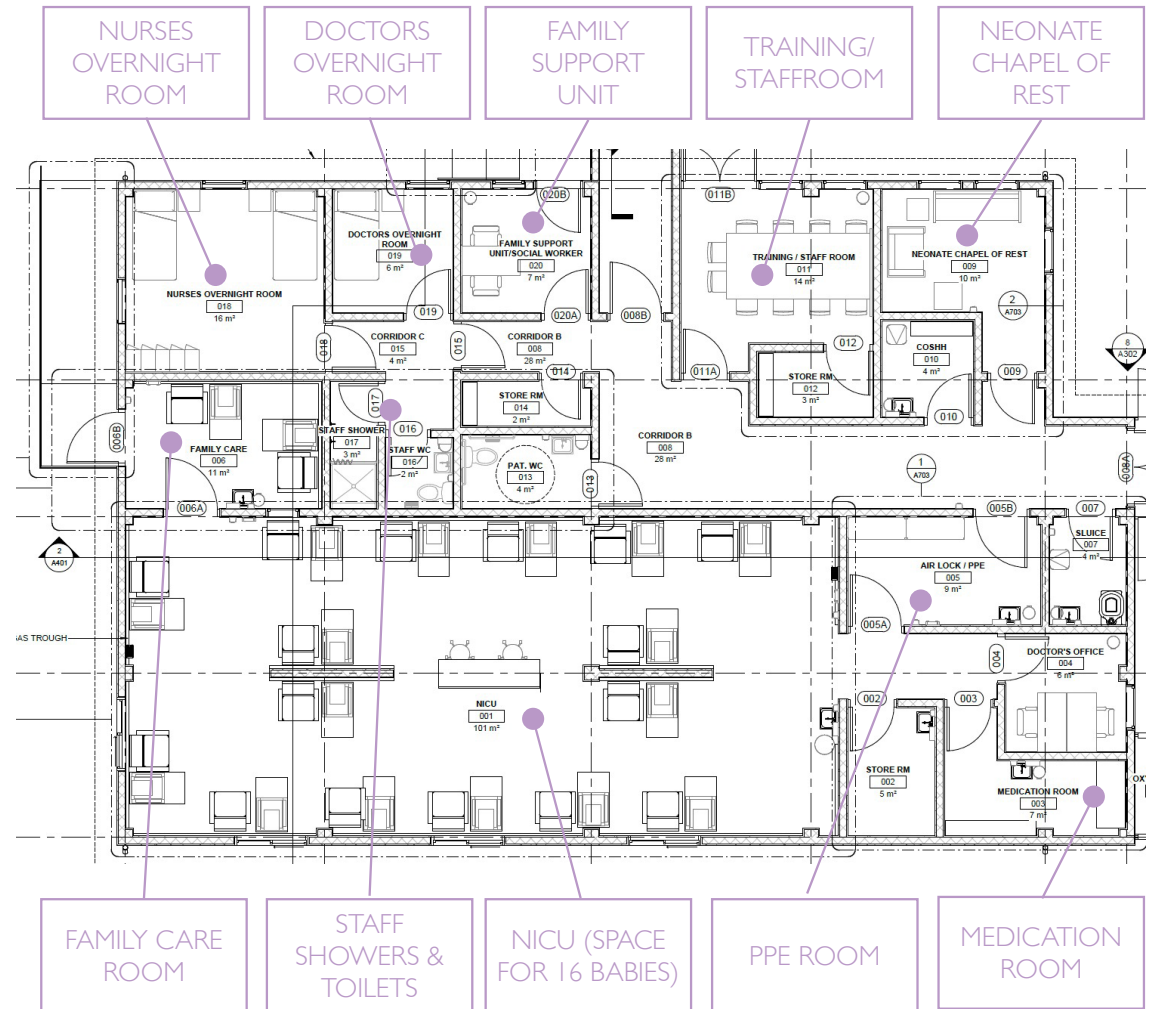 NURSES
OVERNIGHT
ROOM
DOCTORS
OVERNIGHT
ROOM
FAMILY
SUPPORT
UNIT
TRAINING/
STAFFROOM
NEONATE
CHAPEL OF
REST
020B
011B
DOCTORS OVERNIGHT
ROOM
019
6 m²
FAMILY SUPPORT
UNIT/SOCIAL WORKER
020
7 m²
TRAINING / STAFF ROOM
011
14 m²
NEONATE CHAPEL OF REST
009
10 m²
NURSES OVERNIGHT ROOM
018
16 m²
2
A703
019
020A
008B
018
CORRIDOR C
015
4 m²
015
CORRIDOR B
008
28 m²
012
COSHH
010
4 m²
8
A302
014
011A
STORE RM
012
3 m²
009
017
STORE RM
014
2 m²
010
006B
FAMILY CARE
006
11 m²
STAFF SHOWER
017
3 m²
016
STAFF WC
016
2 m²
PAT. WC
013
4 m²
013
CORRIDOR B
008
28 m²
1
A703
008A
006A
005B
007
2
A401
SLUICE
007
4 m²
AIR LOCK / PPE
005
9 m²
GAS TROUGH
005A
004
DOCTOR'S OFFICE
004
6 m²
NICU
001
101 m²
002
003
STORE RM
002
5 m²
MEDICATION ROOM
003
7 m²
FAMILY CARE
ROOM
STAFF
SHOWERS &
TOILETS
NICU (SPACE
FOR 16 BABIES)
PPE ROOM
MEDICATION
ROOM